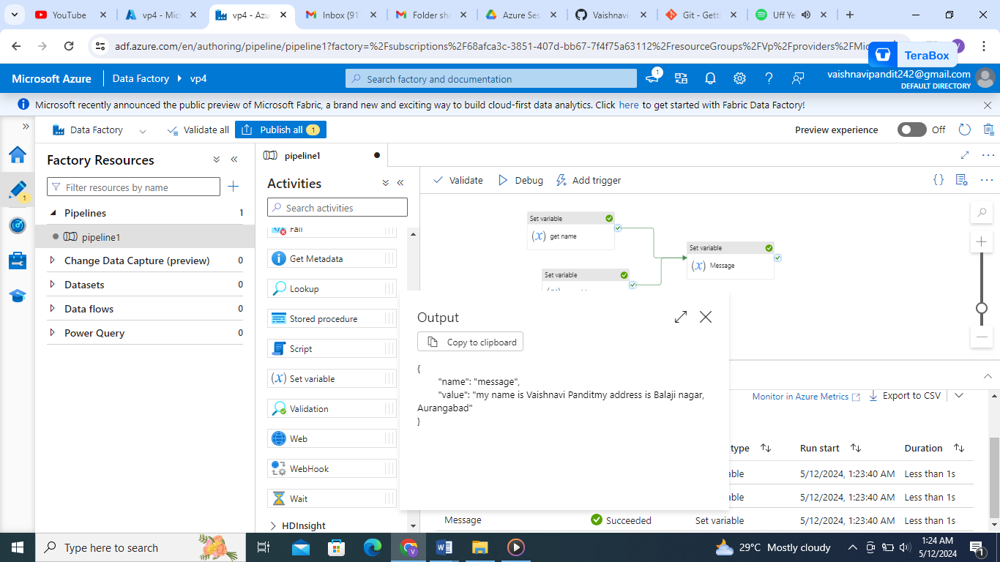 YouTube
vp4 - Mic
vp4 - Azu
Inbox (91
Folder sha
Azure Ses
Vaishnavi
Git - Gett
Uff Ye
adf.azure.com/en/authoring/pipeline/pipeline1?factory=%2Fsubscriptions%2F68afca3c-3851-407d-bb67-7f4f75a63112%2FresourceGroups%2FVp%2Fproviders%2FMic
V
TeraBox
Microsoft Azure
Data Factory
vp4
Search factory and documentation
1
vaishnavipandit242@gmail.com
DEFAULT DIRECTORY
Microsoft recently announced the public preview of Microsoft Fabric, a brand new and exciting way to build cloud-first data analytics. Click here to get started with Fabric Data Factory!
Data Factory
Validate all
Publish all 1
Preview experience
Off
1
Factory Resources
Filter resources by name
Pipelines 1
pipeline1
Change Data Capture (preview) 0
Datasets 0
Data flows 0
Power Query 0
pipeline1
Activities
Search activities
Fail
Get Metadata
Lookup
Stored procedure
Script
Set variable
Validation
Web
WebHook
Wait
HDInsight
Validate
Debug
Add trigger
Set variable
get name
Set variable
Set variable
Message
Output
Copy to clipboard
{
"name": "message",
"value": "my name is Vaishnavi Panditmy address is Balaji nagar,
Aurangabad"
}
Monitor in Azure Metrics
Export to CSV
type
Run start
Duration
able 5/12/2024, 1:23:40 AM Less than 1s
able 5/12/2024, 1:23:40 AM Less than 1s
Message Succeeded Set variable 5/12/2024, 1:23:40 AM Less than 1s
Type here to search
29°C Mostly cloudy
1:24 AM
5/12/2024
1